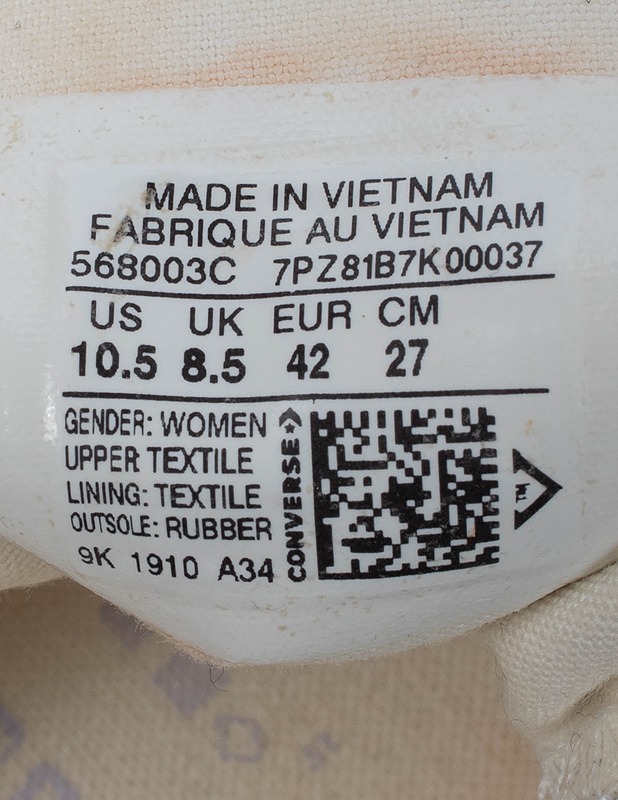 MADE IN VIETNAM
FABRIQUE AU VIETNAM
568003C 7PZ81B7K00037
US UK EUR CM
10.5 8.5 42 27
GENDER: WOMEN
UPPER TEXTILE
LINING: TEXTILE
OUTSOLE: RUBBER
9K 1910 A34
CONVERSE